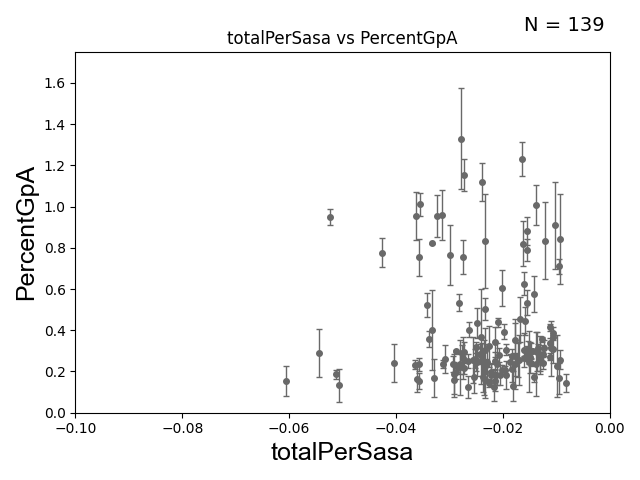 N = 139
totalPerSasa vs PercentGpA
PercentGpA
1.6
1.4
1.2
1.0
0.8
0.6
0.4
0.2
0.0
−0.10 −0.08 −0.06 −0.04 −0.02 0.00
totalPerSasa